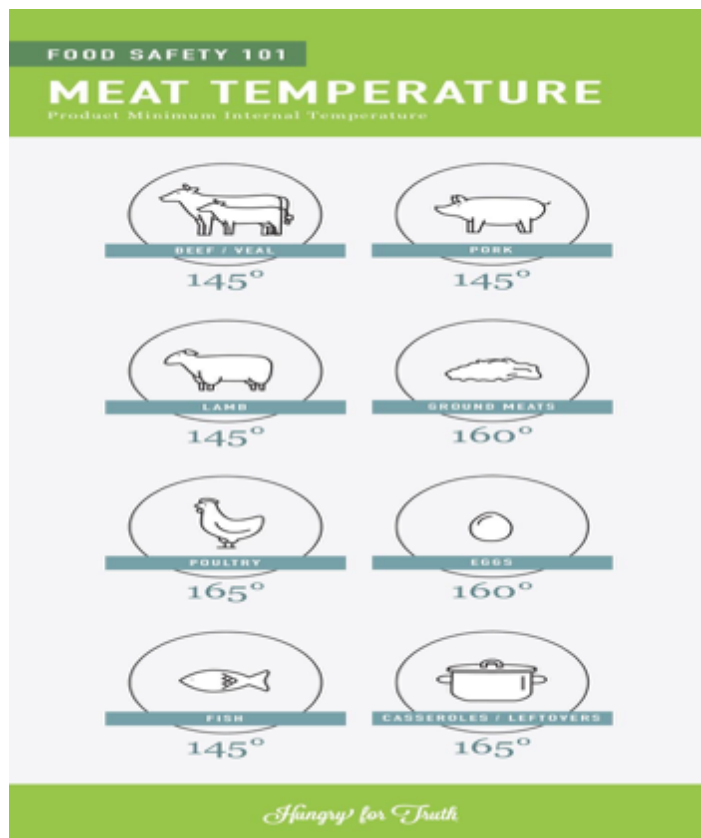 FOOD SAFETY 101
MEAT TEMPERATURE
Product Minimum Internal Temperature
BEEF / VEAL
145°
PORK
145°
LAMB
145°
GROUND MEATS
160°
POULTRY
165°
EGGS
160°
FISH
145°
CASSEROLES / LEFTOVERS
165°
Hungry for Truth